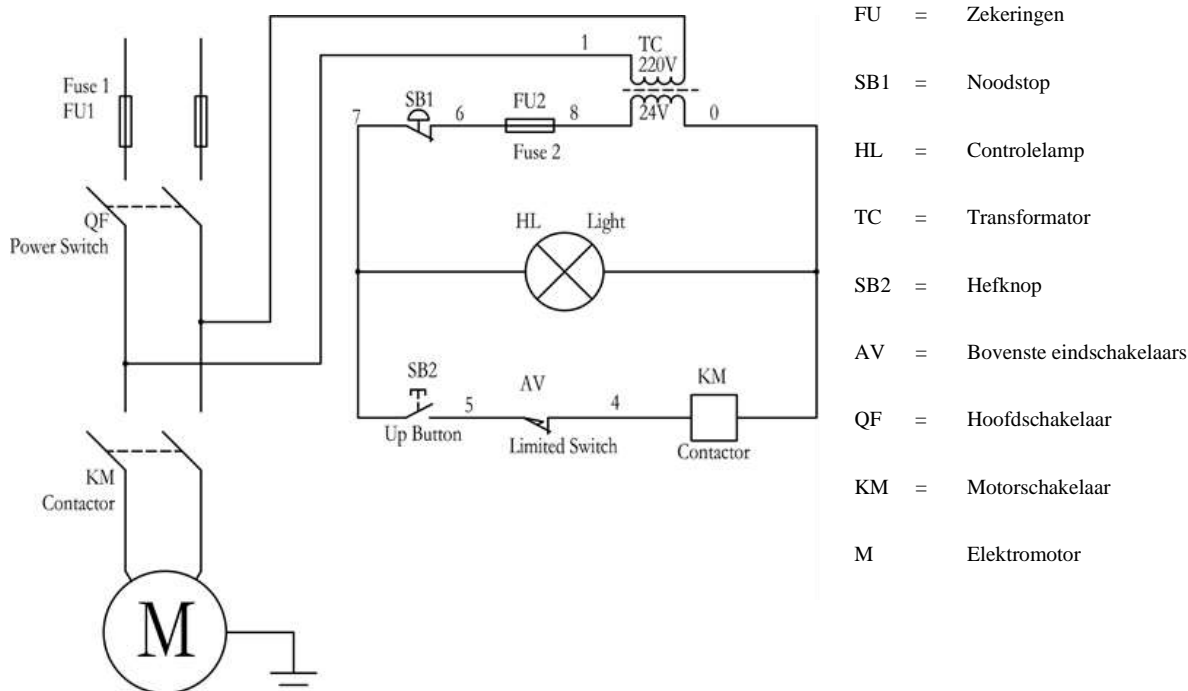 Fuse 1
FU1
QF
Power Switch
KM
Contactor
M
1
TC
220V
24V
0
7
SB1
6
FU2
8
Fuse 2
HL
Light
SB2
5
Up Button
AV
4
Limited Switch
KM
Contactor
FU = Zekeringen
SB1 = Noodstop
HL = Controlelamp
TC = Transformator
SB2 = Hefknop
AV = Bovenste eindschakelaars
QF = Hoofdschakelaar
KM = Motorschakelaar
M Elektromotor